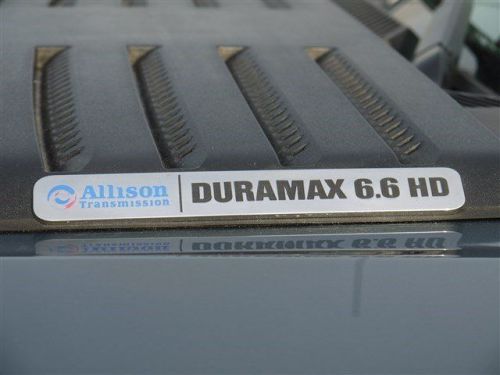 Allison
Transmission
DURAMAX 6.6 HD